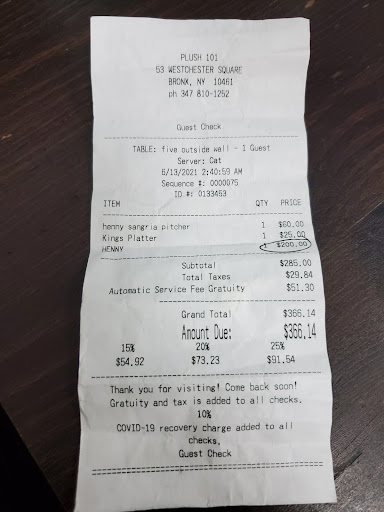 PLUSH 101
53 WESTCHESTER SQUARE
BRONX, NY 10461
ph 347 810-1252
Guest Check
TABLE: five outside wall - 1 Guest
Server: Cat
6/13/2021 2:40:59 AM
Sequence #: 0000075
ID #: 0133463
ITEM QTY PRICE
henny sangria pitcher 1 $60.00
Kings Platter 1 $25.00
HENNY 1 $200.00
Subtotal $285.00
Total Taxes $29.84
Automatic Service Fee Gratuity $51.30
Grand Total $366.14
Amount Due: $366.14
15% 20% 25%
$54.92 $73.23 $91.54
Thank you for visiting! Come back soon!
Gratuity and tax is added to all checks.
10%
COVID-19 recovery charge added to all
checks.
Guest Check